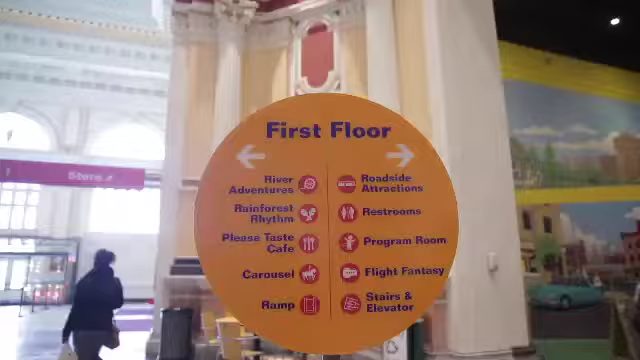 First Floor
River
Adventures
Rainforest
Rhythm
Please Taste
Cafe
Carousel
Ramp
Roadside
Attractions
Restrooms
Program Room
Flight Fantasy
Stairs &
Elevator
Store